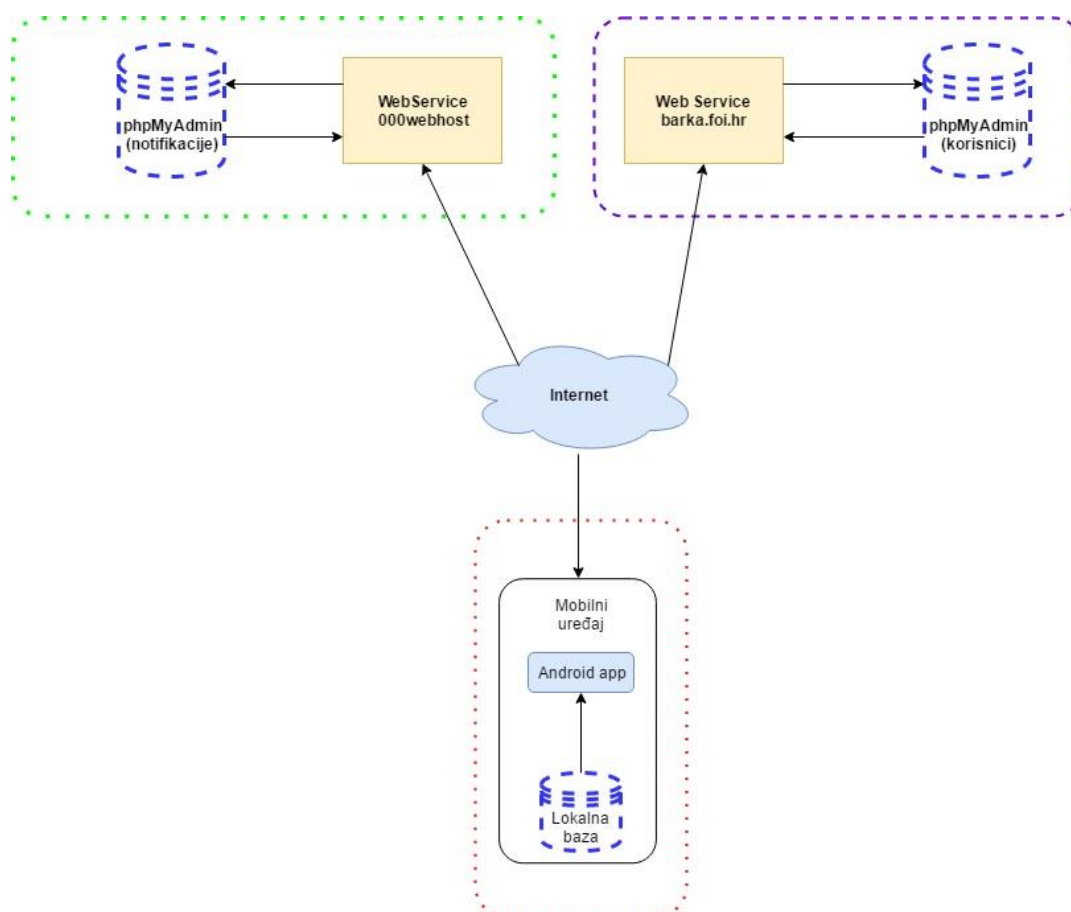 phpMyAdmin
(notifikacije)
WebService
000webhost
Web Service
barka.foi.hr
phpMyAdmin
(korisnici)
Internet
Mobilni
uređaj
Android app
Lokalna
baza